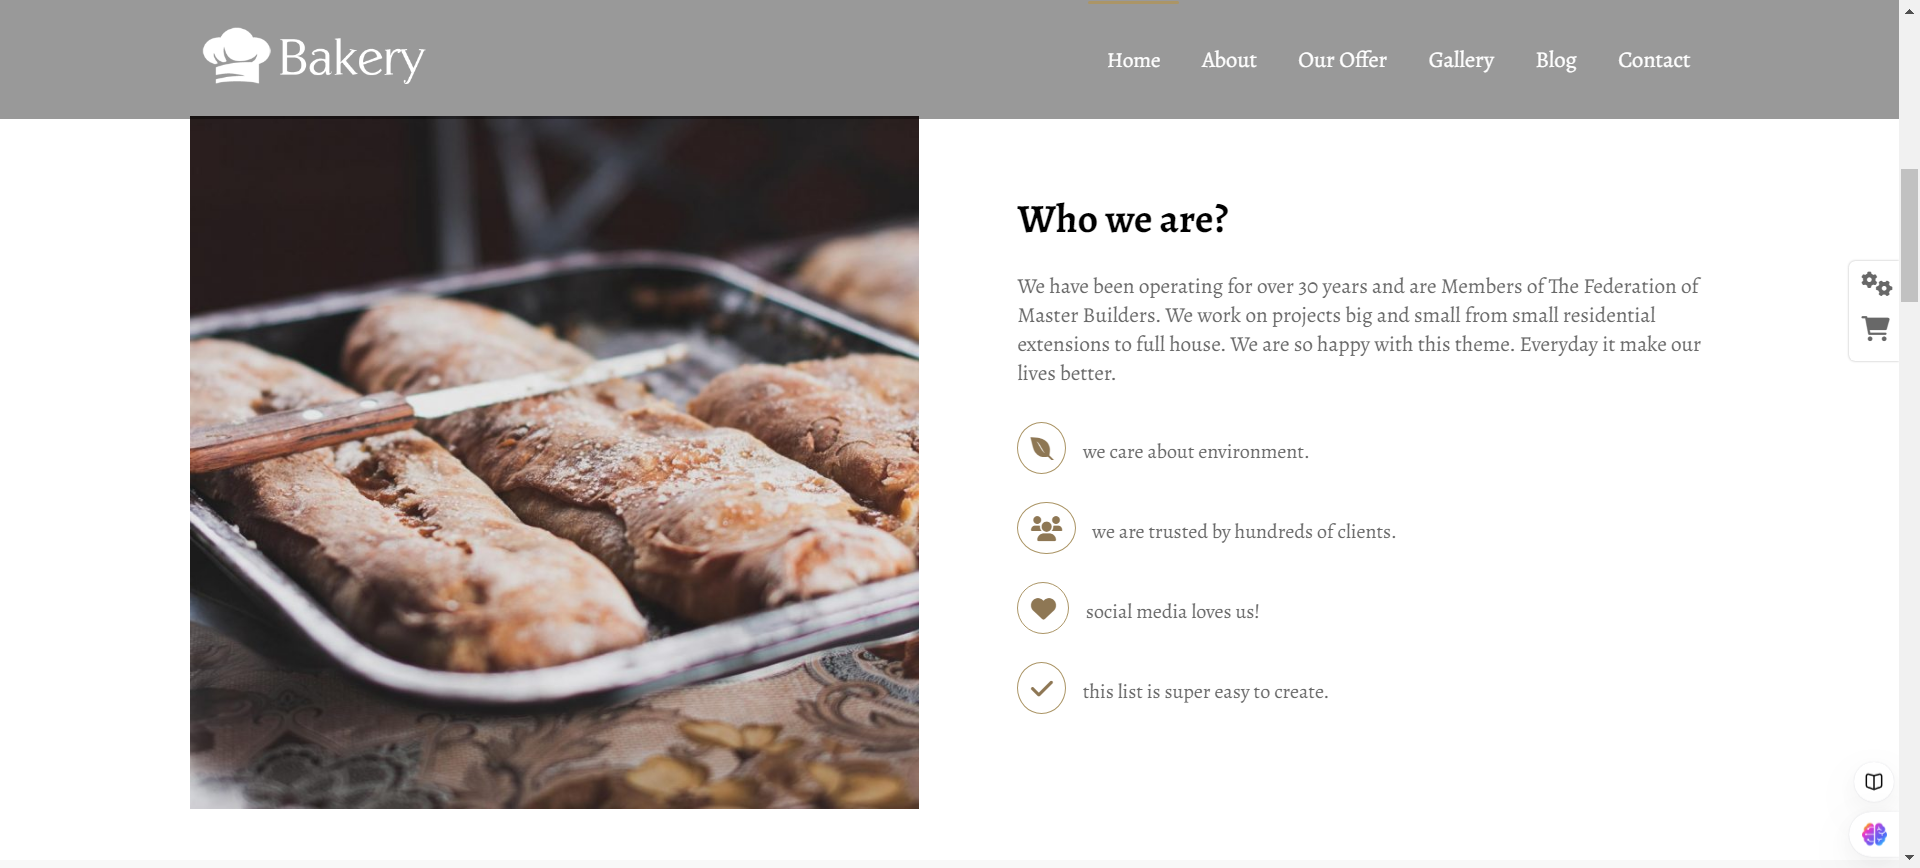 Bakery
Home About Our Offer Gallery Blog Contact
Who we are?
We have been operating for over 30 years and are Members of The Federation of
Master Builders. We work on projects big and small from small residential
extensions to full house. We are so happy with this theme. Everyday it make our
lives better.
we care about environment.
we are trusted by hundreds of clients.
social media loves us!
this list is super easy to create.